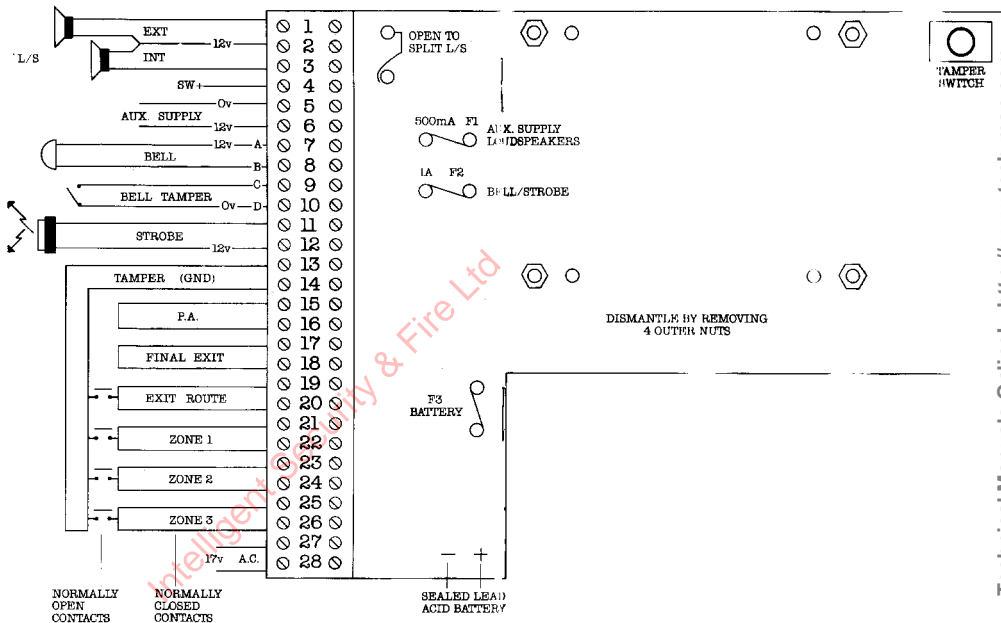 EXT
L/S
12v
INT
SW+
0v
AUX. SUPPLY
12v
12v A
BELL
B
C
BELL TAMPER
0v D
STROBE
12v
TAMPER (GND)
P.A.
FINAL EXIT
EXIT ROUTE
ZONE 1
ZONE 2
ZONE 3
17v A.C.
NORMALLY
OPEN
CONTACTS
NORMALLY
CLOSED
CONTACTS
1
2
3
4
5
6
7
8
9
10
11
12
13
14
15
16
17
18
19
20
21
22
23
24
25
26
27
28
OPEN TO
SPLIT L/S
500mA F1
AUX. SUPPLY
LOUDSPEAKERS
1A F2
BELL/STROBE
TAMPER
SWITCH
DISMANTLE BY REMOVING
4 OUTER NUTS
F3
BATTERY
- +
SEALED LEAD
ACID BATTERY
Intelligent Security & Fire Ltd